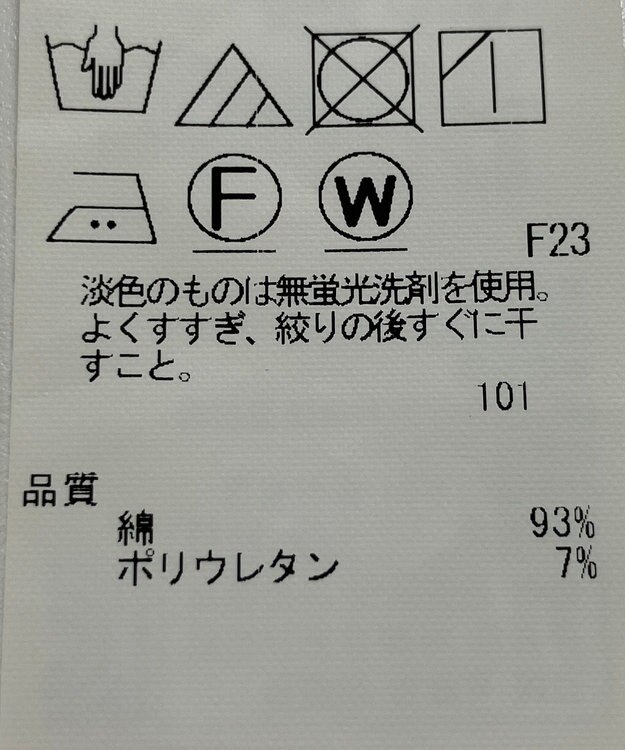 F W
F23
淡色のものは無蛍光洗剤を使用。
よくすすぎ、絞りの後すぐに干
すこと。
101
品質
綿 93%
ポリウレタン 7%